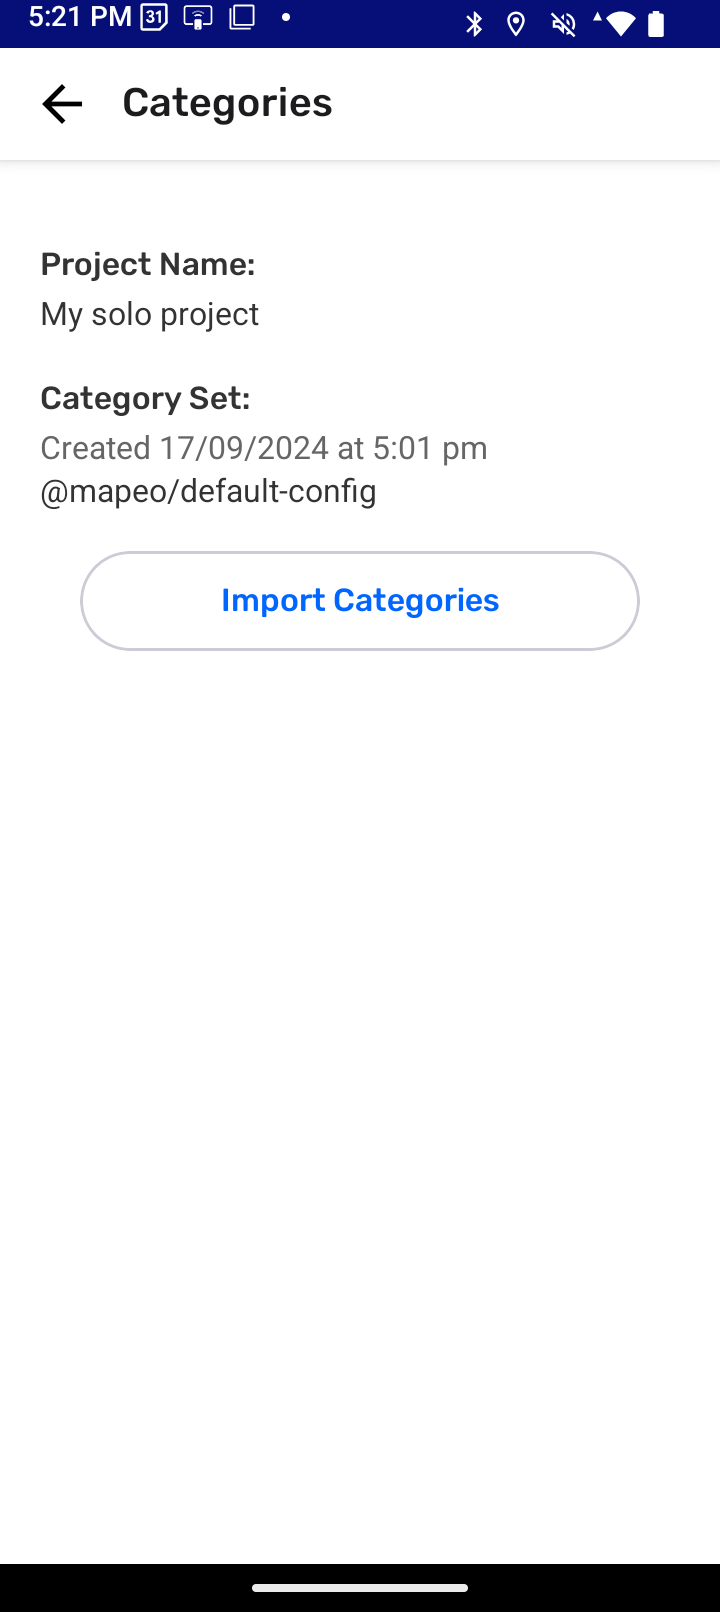 5:21 PM 31
Categories
Project Name:
My solo project
Category Set:
Created 17/09/2024 at 5:01 pm
@mapeo/default-config
Import Categories